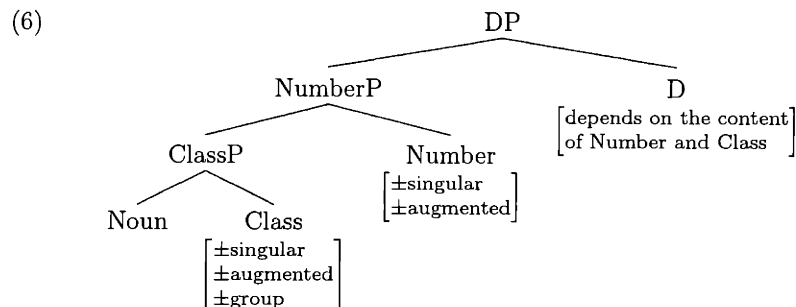 (6)
DP
NumberP D
[depends on the content
of Number and Class]
ClassP Number
[±singular
±augmented]
Noun Class
[±singular
±augmented
±group]